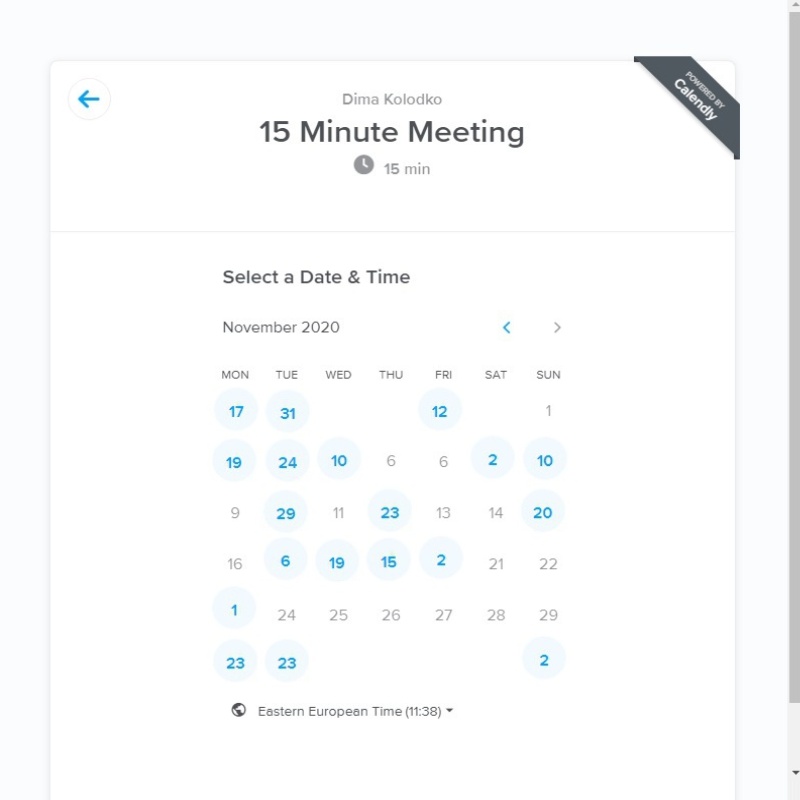 Dima Kolodko
POWERED BY
Calendly
15 Minute Meeting
15 min
Select a Date & Time
November 2020
MON TUE WED THU FRI SAT SUN
17 31 12 1
19 24 10 6 6 2 10
9 29 11 23 13 14 20
16 6 19 15 2 21 22
1 24 25 26 27 28 29
23 23 2
Eastern European Time (11:38)